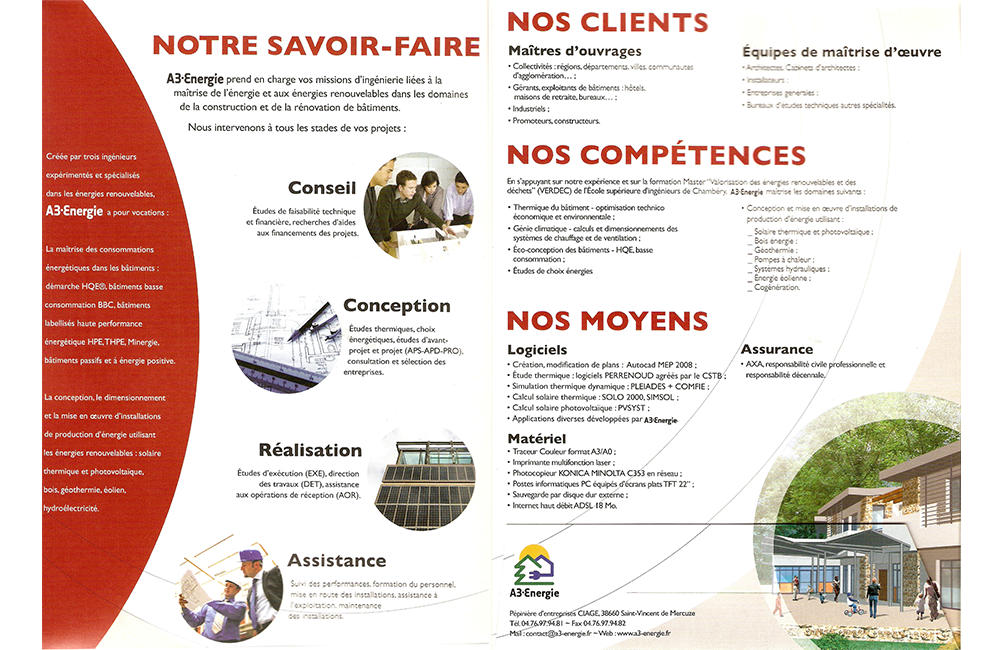 NOTRE SAVOIR-FAIRE
A3·Energie prend en charge vos missions d'ingénierie liées à la
maîtrise de l'énergie et aux énergies renouvelables dans les domaines
de la construction et de la rénovation de bâtiments.
Nous intervenons à tous les stades de vos projets :
Créée par trois ingénieurs
expérimentés et spécialisés
dans les énergies renouvelables,
A3·Energie a pour vocations :
La maîtrise des consommations
énergétiques dans les bâtiments :
démarche HQE®, bâtiments basse
consommation BBC, bâtiments
labellisés haute performance
énergétique HPE, THPE, Minergie,
bâtiments passifs et à énergie positive.
La conception, le dimensionnement
et la mise en œuvre d'installations
de production d'énergie utilisant
les énergies renouvelables : solaire
thermique et photovoltaïque,
bois, géothermie, éolien,
hydroélectricité.
Conseil
Études de faisabilité technique
et financière, recherches d'aides
aux financements des projets.
Conception
Études thermiques, choix
énergétiques, études d'avant-
projet et projet (APS-APD-PRO),
consultation et sélection des
entreprises.
Réalisation
Études d'exécution (EXE), direction
des travaux (DET), assistance
aux opérations de réception (AOR).
Assistance
Suivi des performances, formation du personnel,
mise en route des installations, assistance à
l'exploitation, maintenance
des installations.
NOS CLIENTS
Maîtres d'ouvrages
• Collectivités : régions, départements, villes, communautes
d'agglomération… ;
• Gérants, exploitants de bâtiments : hôtels,
maisons de retraite, bureaux… ;
• Industriels ;
• Promoteurs, constructeurs.
Équipes de maîtrise d'œuvre
• Architectes, Cabinets d'architectes ;
• Installateurs ;
• Entreprises generales ;
• Bureaux d'etudes techniques autres spécialités.
NOS COMPÉTENCES
En s'appuyant sur notre expérience et sur la formation Master "Valorisation des énergies renouvelables et des
déchets" (VERDEC) de l'École supérieure d'ingénieurs de Chambéry, A3·Energie maîtrise les domaines suivants :
• Thermique du bâtiment - optimisation technico
économique et environnementale ;
• Génie climatique - calculs et dimensionnements des
systèmes de chauffage et de ventilation ;
• Éco-conception des bâtiments - HQE, basse
consommation ;
• Études de choix énergies
• Conception et mise en œuvre d'installations de
production d'énergie utilisant :
_ Solaire thermique et photovoltaïque ;
_ Bois énergie ;
_ Géothermie ;
_ Pompes à chaleur ;
_ Systèmes hydrauliques ;
_ Energie éolienne ;
_ Cogénération.
NOS MOYENS
Logiciels
• Création, modification de plans : Autocad MEP 2008 ;
• Étude thermique : logiciels PERRENOUD agréés par le CSTB ;
• Simulation thermique dynamique : PLEIADES + COMFIE ;
• Calcul solaire thermique : SOLO 2000, SIMSOL ;
• Calcul solaire photovoltaïque : PVSYST ;
• Applications diverses développées par A3·Energie.
Assurance
• AXA, responsabilité civile professionnelle et
responsabilité décennale.
Matériel
• Traceur Couleur format A3/A0 ;
• Imprimante multifonction laser ;
• Photocopieur KONICA MINOLTA C353 en réseau ;
• Postes informatiques PC équipés d'écrans plats TFT 22" ;
• Sauvegarde par disque dur externe ;
• Internet haut débit ADSL 18 Mo.
A3·Energie
Pépinière d'entreprises CIAGE, 38660 Saint-Vincent de Mercuze
Tél. 04.76.97.94.81 ~ Fax 04.76.97.94.82
Mail : contact@a3-energie.fr ~ Web : www.a3-energie.fr